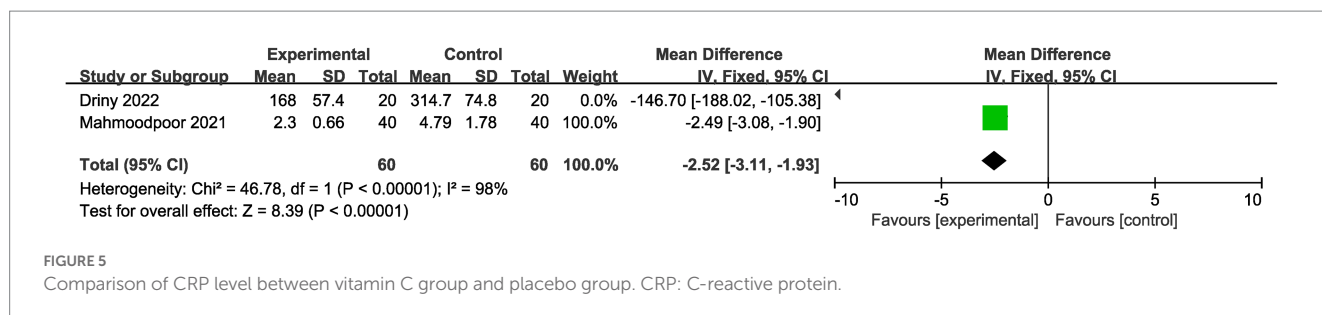 Experimental Control Mean Difference Mean Difference
Study or Subgroup Mean SD Total Mean SD Total Weight IV, Fixed, 95% CI IV, Fixed, 95% CI
Driny 2022 168 57.4 20 314.7 74.8 20 0.0% -146.70 [-188.02, -105.38]
Mahmoodpoor 2021 2.3 0.66 40 4.79 1.78 40 100.0% -2.49 [-3.08, -1.90]
Total (95% CI) 60 60 100.0% -2.52 [-3.11, -1.93]
Heterogeneity: Chi² = 46.78, df = 1 (P < 0.00001); I² = 98%
Test for overall effect: Z = 8.39 (P < 0.00001)
-10 -5 0 5 10
Favours [experimental] Favours [control]
FIGURE 5
Comparison of CRP level between vitamin C group and placebo group. CRP: C-reactive protein.